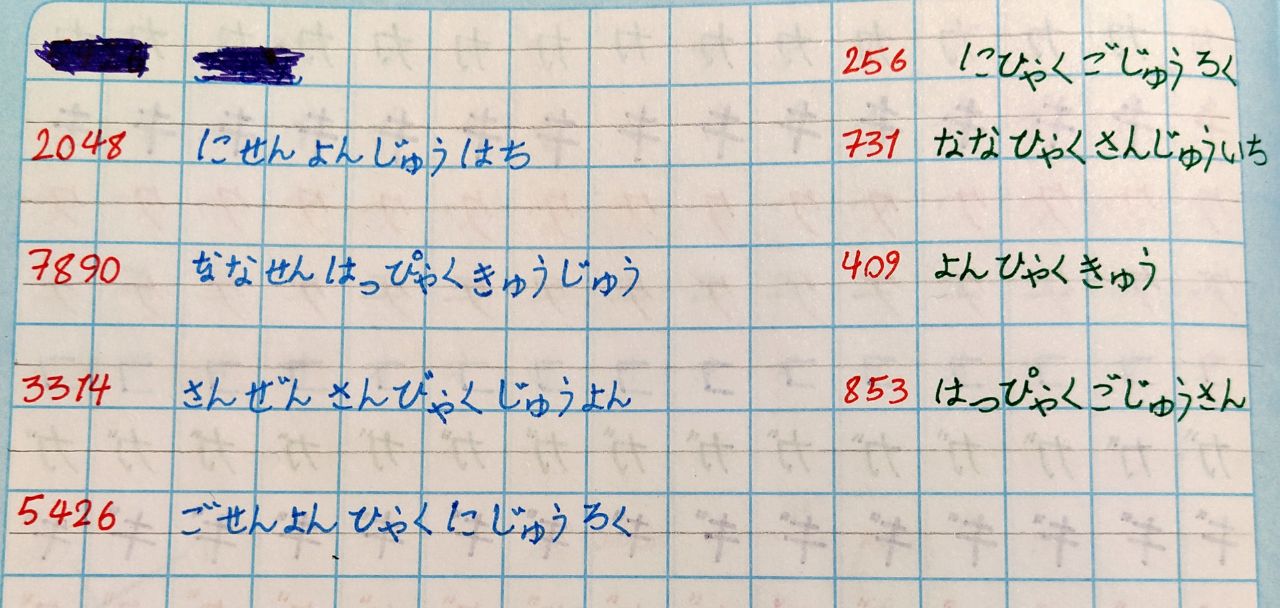 256 にひゃくごじゅうろく
2048 にせんよんじゅうはち
731 ななひゃくさんじゅういち
7890 ななせんはっぴゃくきゅうじゅう
409 よんひゃくきゅう
3314 さんぜんさんびゃくじゅうよん
853 はっぴゃくごじゅうさん
5426 ごせんよんひゃくにじゅうろく